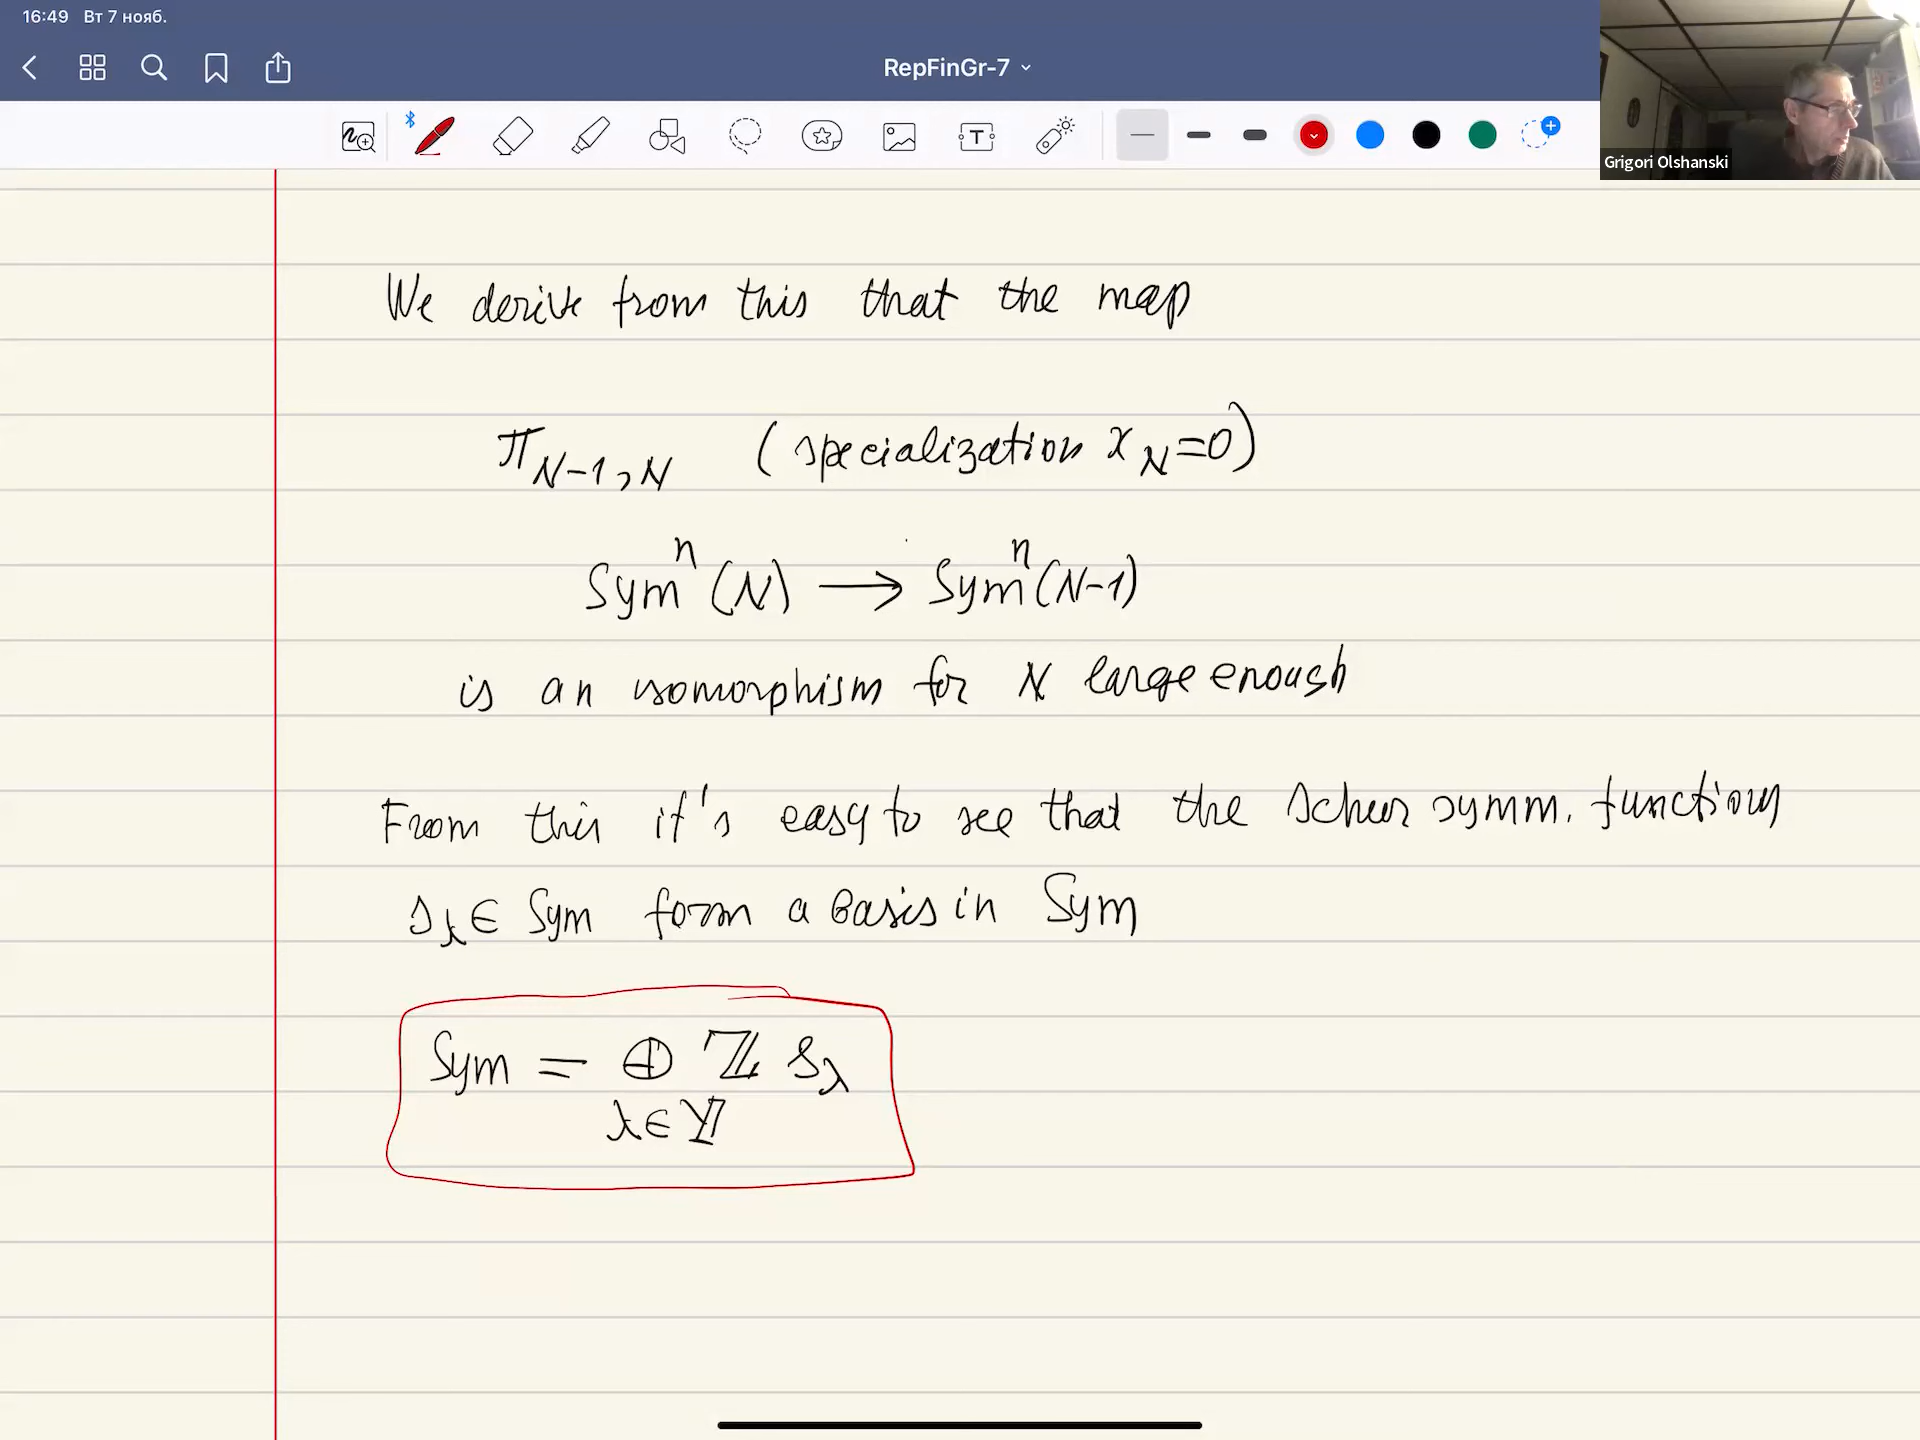 16:49 Вт 7 нояб.
RepFinGr-7
T
Grigori Olshanski
We derive from this that the map
π_{N-1,N} (specialization x_N=0)
Sym^n (N) → Sym^n (N-1)
is an isomorphism for N large enough
From this it's easy to see that the Schur symm. functions
s_λ ∈ Sym form a basis in Sym
Sym = ⊕ ℤ s_λ
λ∈𝕐